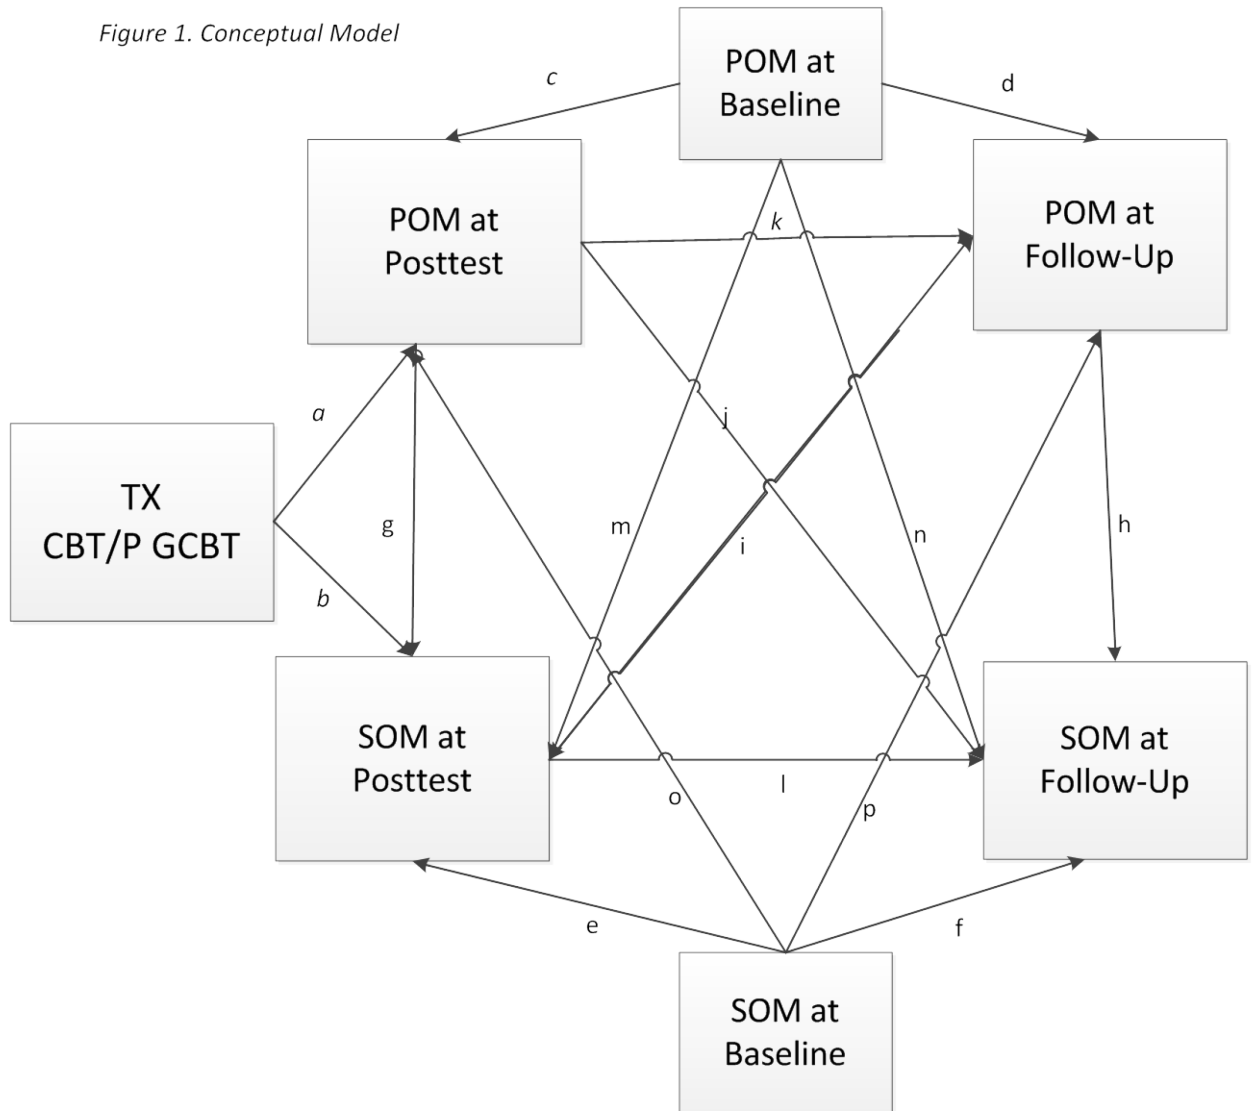 Figure 1. Conceptual Model
POM at
Baseline
c
d
POM at
Posttest
POM at
Follow-Up
k
a
j
TX
CBT/P GCBT
g
m
i
n
h
b
SOM at
Posttest
SOM at
Follow-Up
l
o
p
e
f
SOM at
Baseline